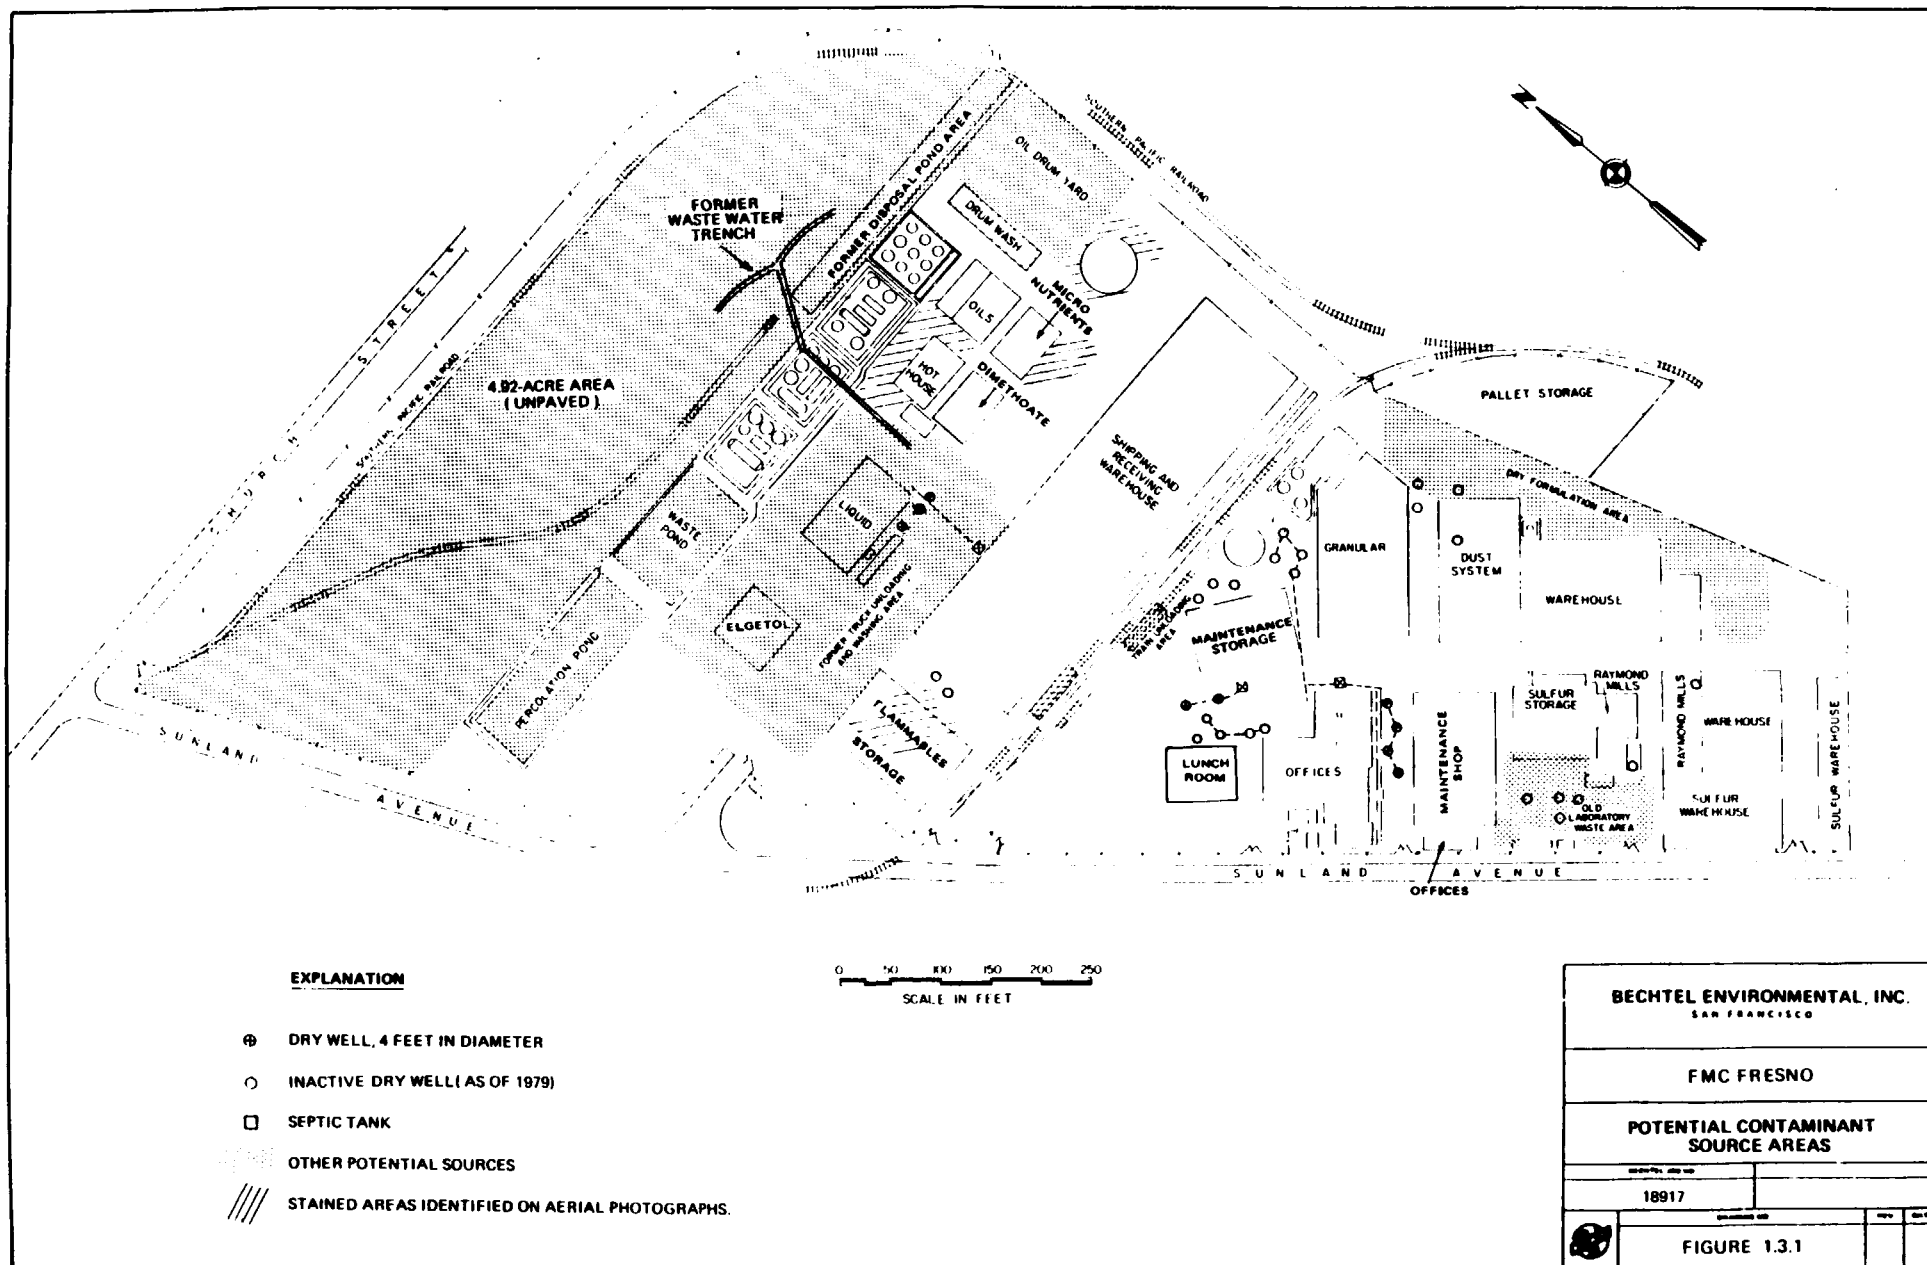 N
SOUTHERN PACIFIC RAILROAD
OIL DRUM YARD
FORMER DISPOSAL POND AREA
FORMER
WASTE WATER
TRENCH
DRUM WASH
MICRO
NUTRIENTS
OILS
HOT
HOUSE
DIMETHOATE
CHURCH STREET
SOUTHERN PACIFIC RAILROAD
4.92-ACRE AREA
(UNPAVED)
PALLET STORAGE
SHIPPING AND
RECEIVING
WAREHOUSE
DRY FORMULATION AREA
LIQUID
WASTE
POND
GRANULAR
DUST
SYSTEM
WAREHOUSE
ELGETOL
FORMER TRUCK UNLOADING
AND WASHING AREA
TRAIN UNLOADING
AREA
MAINTENANCE
STORAGE
PERCOLATION POND
RAYMOND
MILLS
SULFUR
STORAGE
RAYMOND MILLS
WAREHOUSE
SULFUR WAREHOUSE
FLAMMABLES
STORAGE
LUNCH
ROOM
OFFICES
MAINTENANCE
SHOP
OLD
LABORATORY
WASTE AREA
SULFUR
WAREHOUSE
SUNLAND AVENUE
SUNLAND AVENUE
OFFICES
EXPLANATION
0 50 100 150 200 250
SCALE IN FEET
DRY WELL, 4 FEET IN DIAMETER
INACTIVE DRY WELL (AS OF 1979)
SEPTIC TANK
OTHER POTENTIAL SOURCES
STAINED AREAS IDENTIFIED ON AERIAL PHOTOGRAPHS.
BECHTEL ENVIRONMENTAL, INC.
SAN FRANCISCO
FMC FRESNO
POTENTIAL CONTAMINANT
SOURCE AREAS
18917
FIGURE 1.3.1